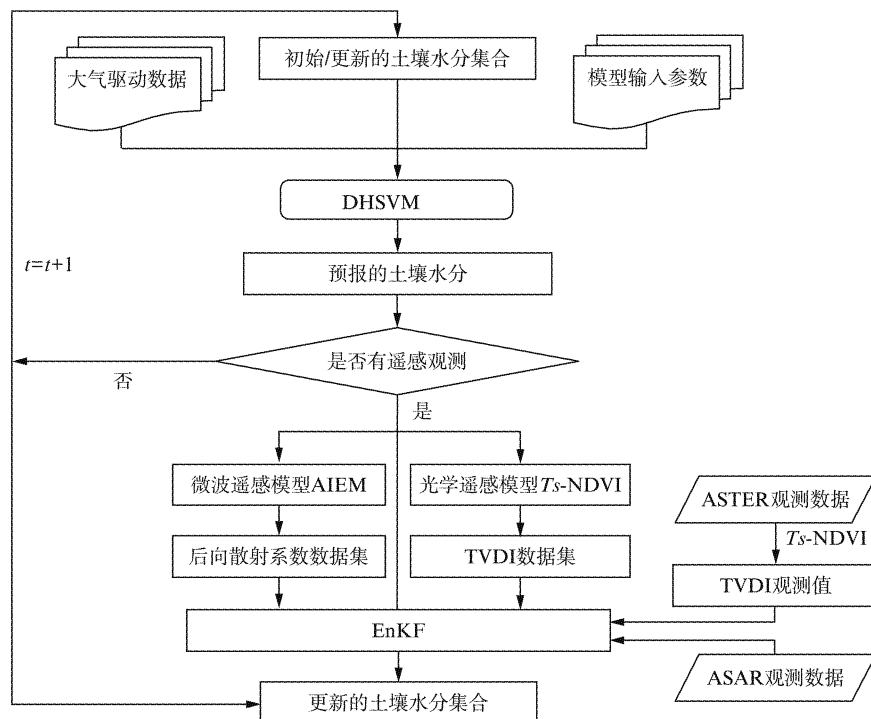 初始/更新的土壤水分集合
大气驱动数据
模型输入参数
DHSVM
t=t+1
预报的土壤水分
是否有遥感观测
否
是
微波遥感模型AIEM
光学遥感模型Ts-NDVI
ASTER观测数据
Ts-NDVI
后向散射系数数据集
TVDI数据集
TVDI观测值
EnKF
ASAR观测数据
更新的土壤水分集合